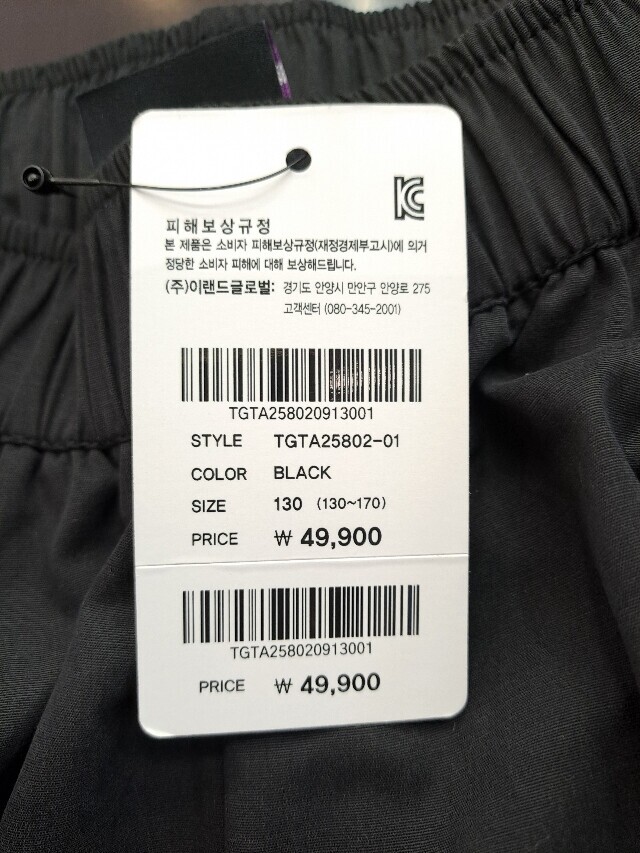 KC
피해보상규정
본 제품은 소비자 피해보상규정(재정경제부고시)에 의거
정당한 소비자 피해에 대해 보상해드립니다.
(주)이랜드글로벌: 경기도 안양시 만안구 안양로 275
고객센터 (080-345-2001)
TGTA258020913001
STYLE TGTA25802-01
COLOR BLACK
SIZE 130 (130~170)
PRICE ₩ 49,900
TGTA258020913001
PRICE ₩ 49,900